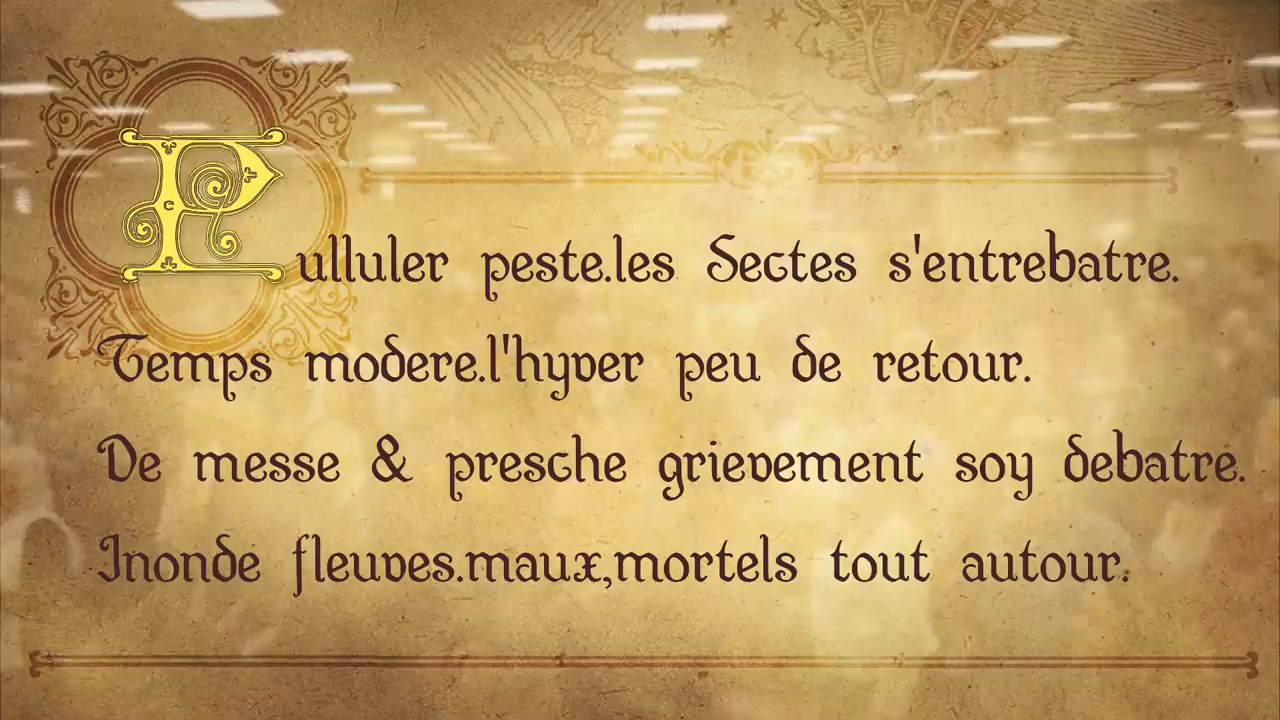 Pulluler peste.les Sectes s'entrebatre.
Temps modere.l'hyver peu de retour.
De messe & presche grievement soy debatre.
Inonde fleuves.maux,mortels tout autour.